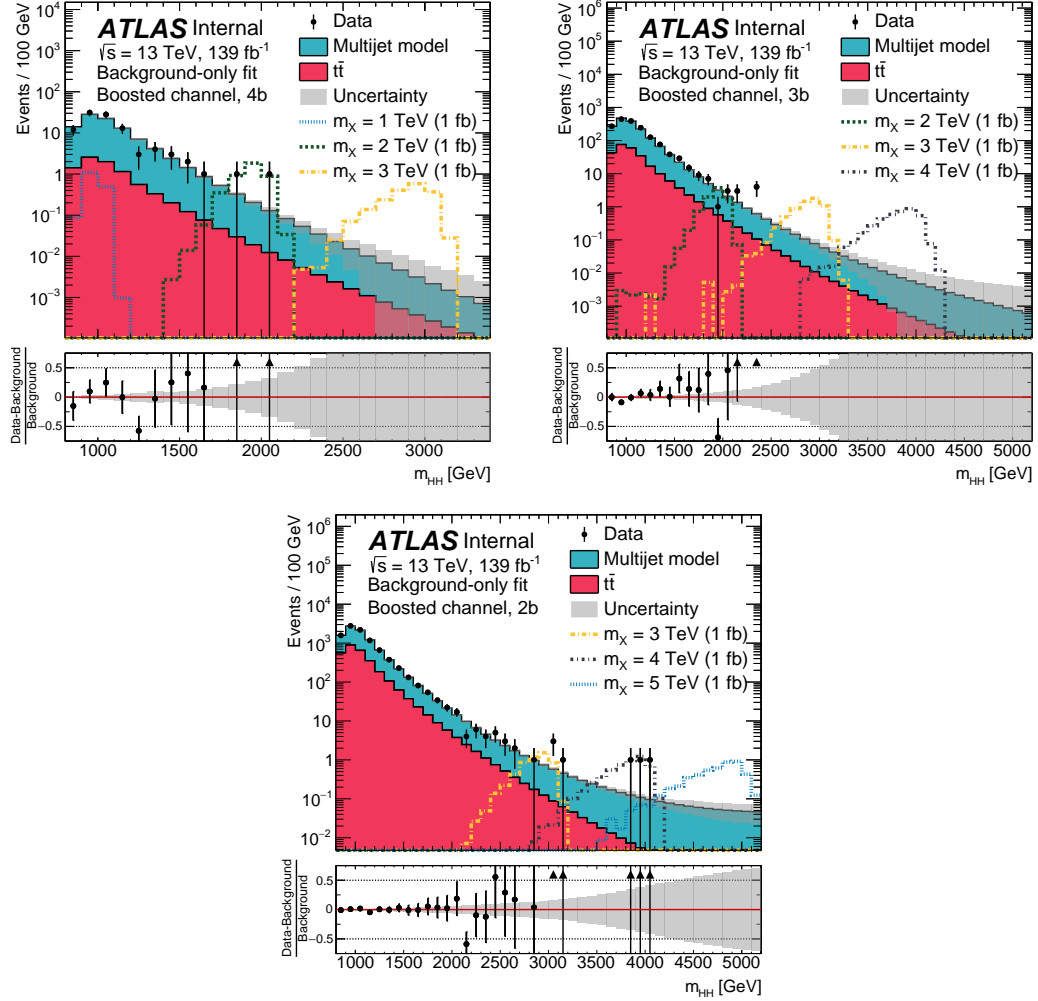 Events / 100 GeV
10⁴
10³
10²
10
1
10⁻¹
10⁻²
10⁻³
ATLAS Internal
√s = 13 TeV, 139 fb⁻¹
Background-only fit
Boosted channel, 4b
Data
Multijet model
tt̄
Uncertainty
m_X = 1 TeV (1 fb)
m_X = 2 TeV (1 fb)
m_X = 3 TeV (1 fb)
Data-Background
Background
0.5
0
−0.5
1000 1500 2000 2500 3000
m_HH [GeV]
Events / 100 GeV
10⁶
10⁵
10⁴
10³
10²
10
1
10⁻¹
10⁻²
10⁻³
ATLAS Internal
√s = 13 TeV, 139 fb⁻¹
Background-only fit
Boosted channel, 3b
Data
Multijet model
tt̄
Uncertainty
m_X = 2 TeV (1 fb)
m_X = 3 TeV (1 fb)
m_X = 4 TeV (1 fb)
Data-Background
Background
0.5
0
−0.5
1000 1500 2000 2500 3000 3500 4000 4500 5000
m_HH [GeV]
Events / 100 GeV
10⁶
10⁵
10⁴
10³
10²
10
1
10⁻¹
10⁻²
ATLAS Internal
√s = 13 TeV, 139 fb⁻¹
Background-only fit
Boosted channel, 2b
Data
Multijet model
tt̄
Uncertainty
m_X = 3 TeV (1 fb)
m_X = 4 TeV (1 fb)
m_X = 5 TeV (1 fb)
Data-Background
Background
0.5
0
−0.5
1000 1500 2000 2500 3000 3500 4000 4500 5000
m_HH [GeV]